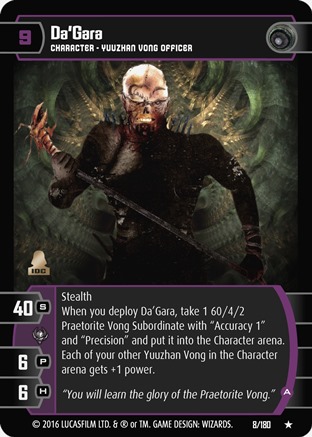 9
Da'Gara
CHARACTER - YUUZHAN VONG OFFICER
IDC
40 S
Stealth
When you deploy Da'Gara, take 1 60/4/2
Praetorite Vong Subordinate with "Accuracy 1"
and "Precision" and put it into the Character arena.
6 P
Each of your other Yuuzhan Vong in the Character
arena gets +1 power.
6 H
"You will learn the glory of the Praetorite Vong."
A
© 2016 LUCASFILM LTD. & ® or TM. GAME DESIGN: WIZARDS.
8/180